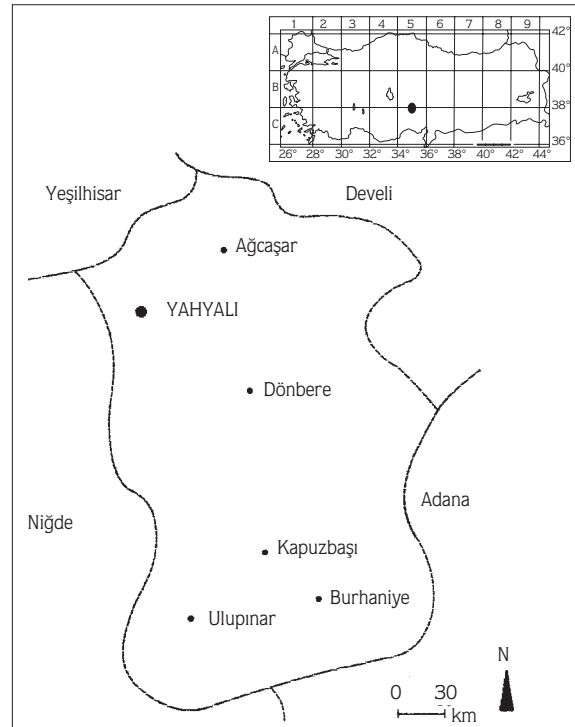 1 2 3 4 5 6 7 8 9
42°
A
40°
B
38°
C
36°
26° 28° 30° 32° 34° 36° 38° 40° 42° 44°
Yeşilhisar
Develi
Ağcaşar
YAHYALI
Dönbere
Niğde
Adana
Kapuzbaşı
Burhaniye
Ulupınar
N
0 30
km